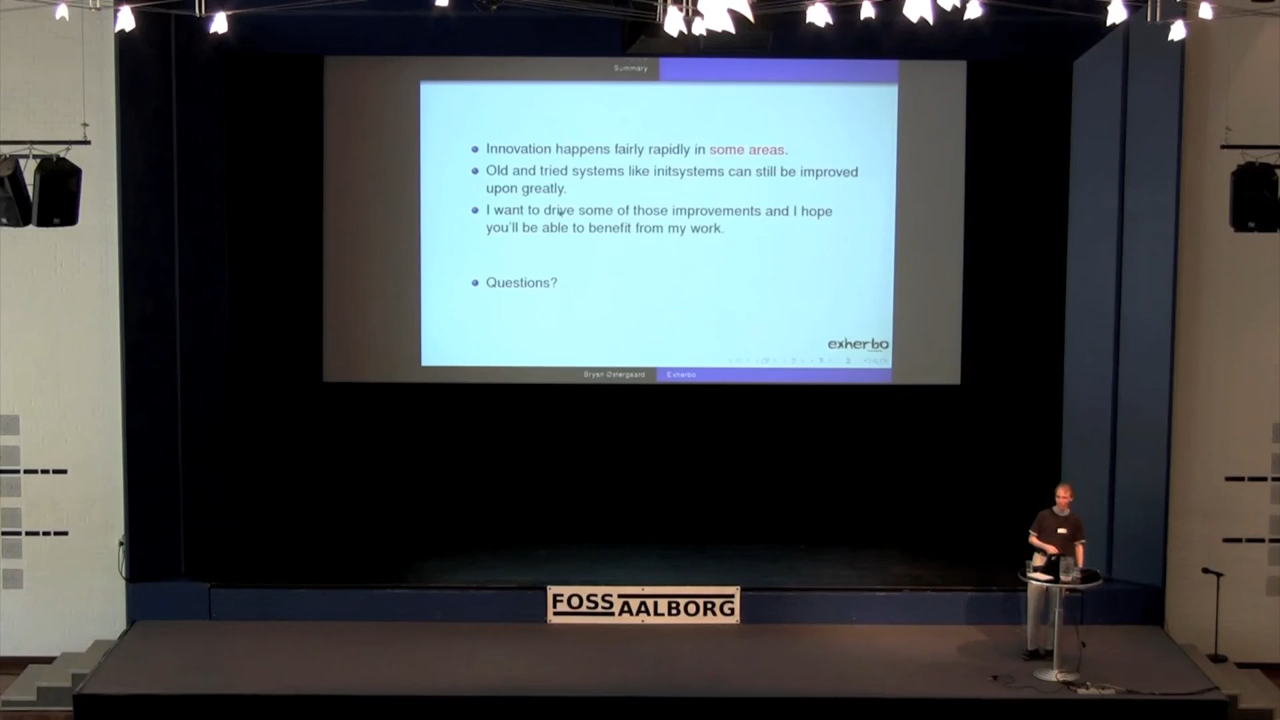 Summary
Innovation happens fairly rapidly in some areas.
Old and tried systems like initsystems can still be improved
upon greatly.
I want to drive some of those improvements and I hope
you'll be able to benefit from my work.
Questions?
exherbo
Bryan Østergaard Exherbo
FOSS AALBORG